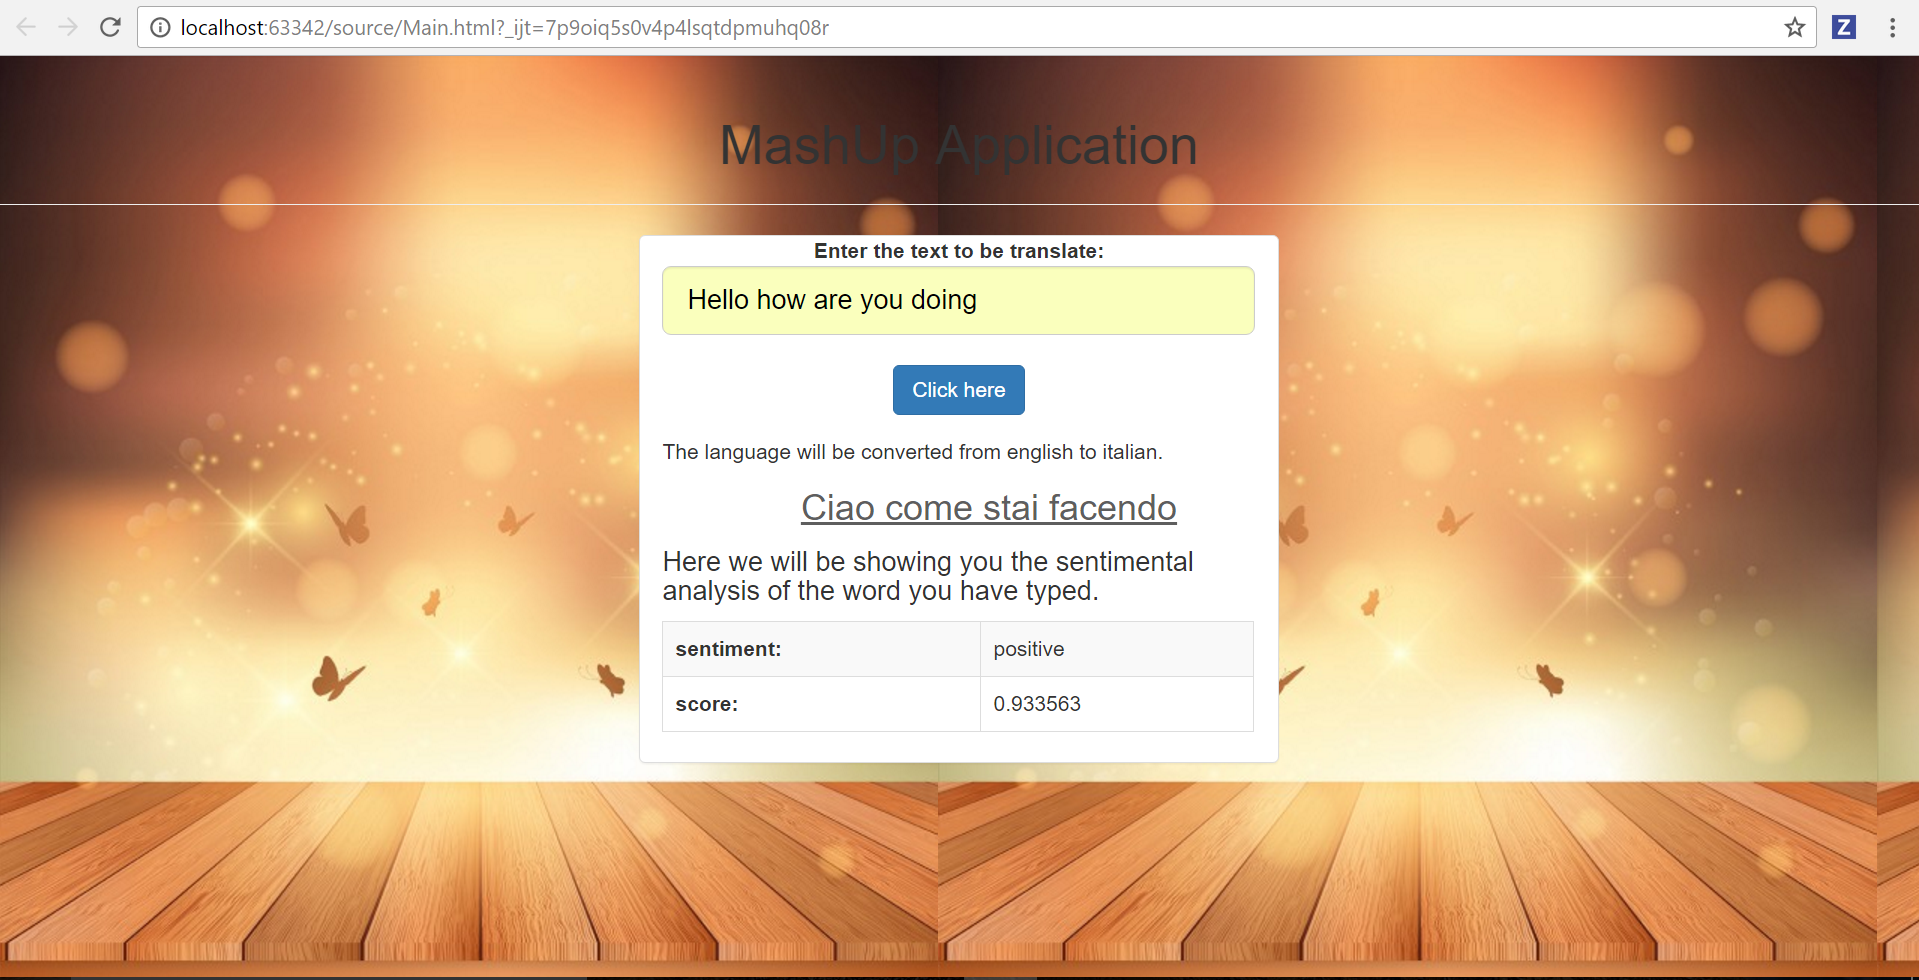 localhost:63342/source/Main.html?_ijt=7p9oiq5s0v4p4lsqtdpmuhq08r
Z
MashUp Application
Enter the text to be translate:
Hello how are you doing
Click here
The language will be converted from english to italian.
Ciao come stai facendo
Here we will be showing you the sentimental
analysis of the word you have typed.
sentiment: positive
score: 0.933563